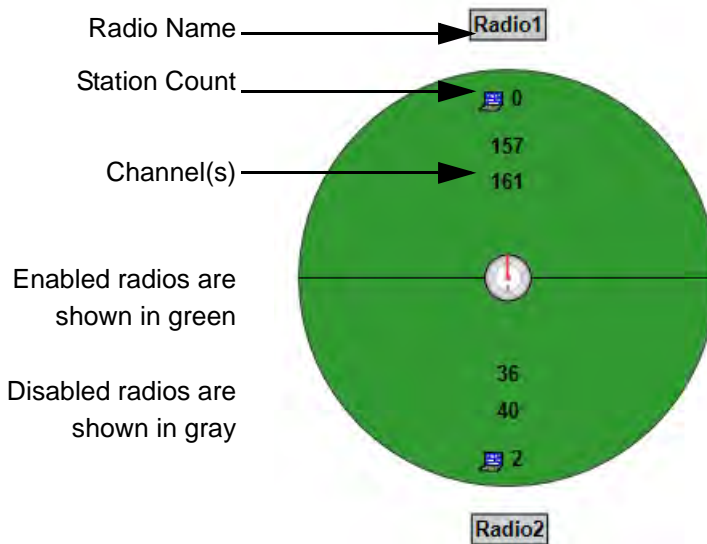 Radio Name
Radio1
Station Count
0
157
Channel(s)
161
Enabled radios are
shown in green
36
Disabled radios are
shown in gray
40
2
Radio2